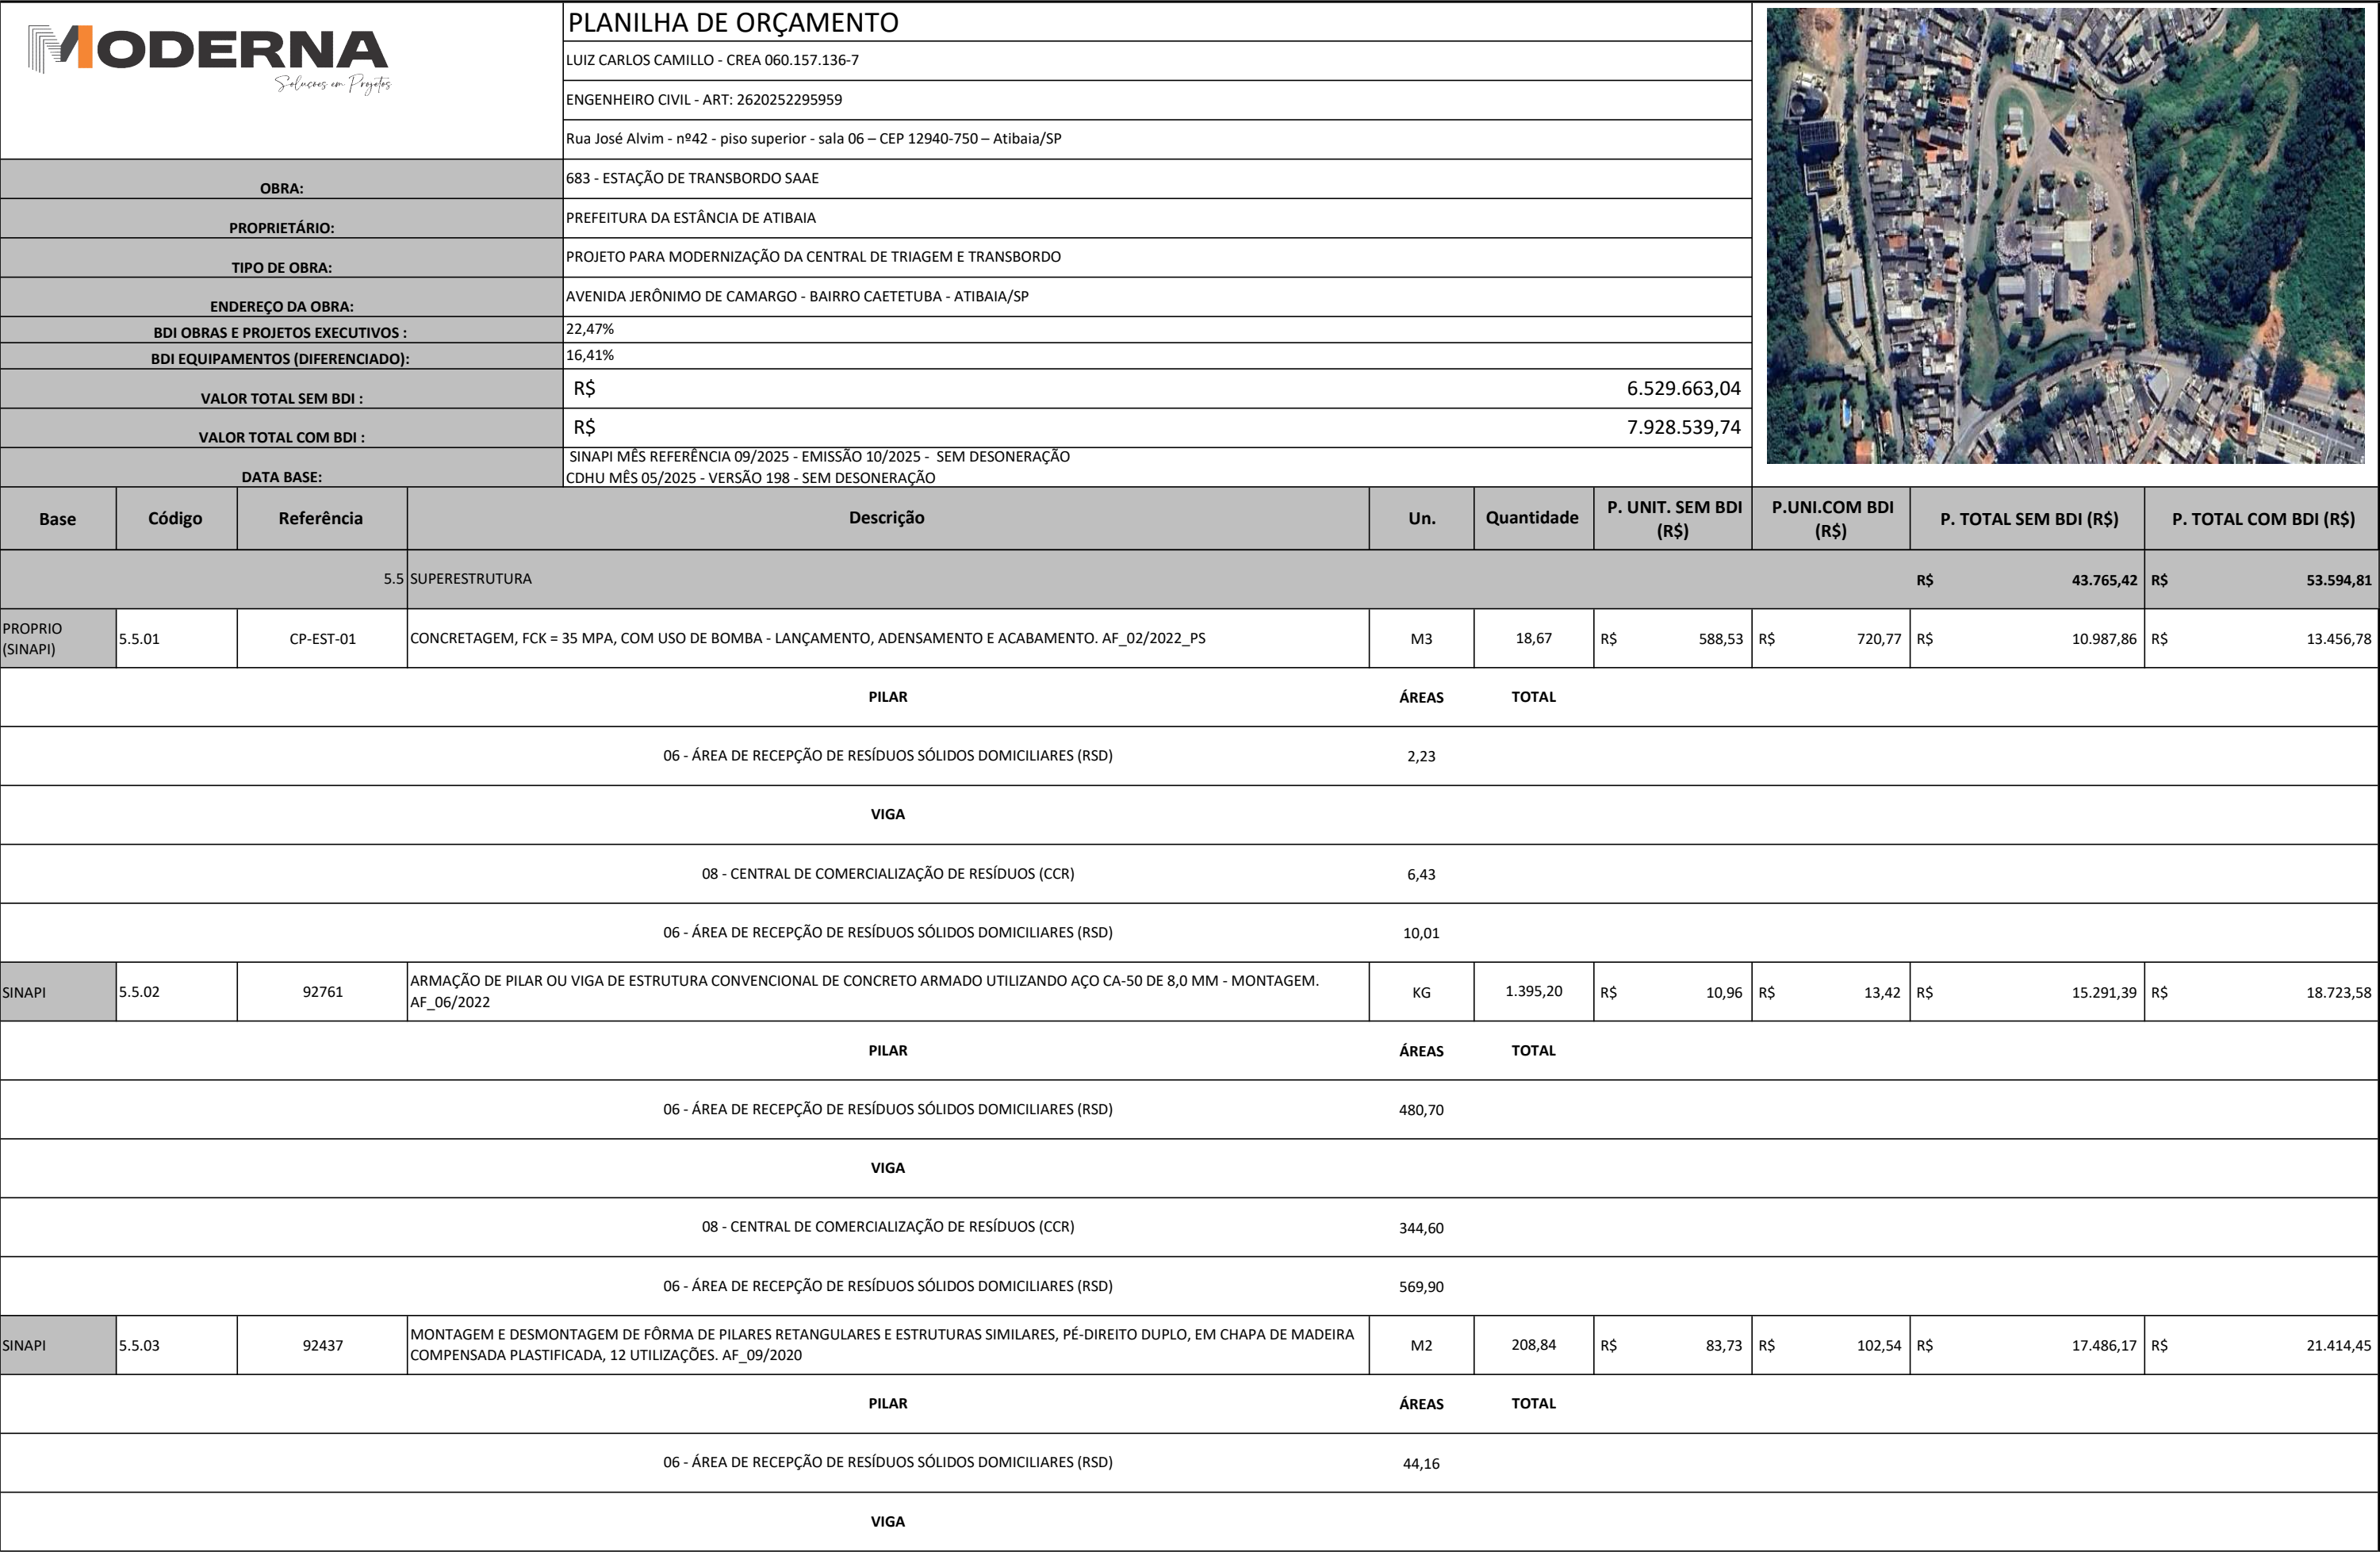 MODERNA
Soluções em Projetos
PLANILHA DE ORÇAMENTO
LUIZ CARLOS CAMILLO - CREA 060.157.136-7
ENGENHEIRO CIVIL - ART: 2620252295959
Rua José Alvim - nº42 - piso superior - sala 06 – CEP 12940-750 – Atibaia/SP
OBRA: 683 - ESTAÇÃO DE TRANSBORDO SAAE
PROPRIETÁRIO: PREFEITURA DA ESTÂNCIA DE ATIBAIA
TIPO DE OBRA: PROJETO PARA MODERNIZAÇÃO DA CENTRAL DE TRIAGEM E TRANSBORDO
ENDEREÇO DA OBRA: AVENIDA JERÔNIMO DE CAMARGO - BAIRRO CAETETUBA - ATIBAIA/SP
BDI OBRAS E PROJETOS EXECUTIVOS : 22,47%
BDI EQUIPAMENTOS (DIFERENCIADO): 16,41%
VALOR TOTAL SEM BDI : R$ 6.529.663,04
VALOR TOTAL COM BDI : R$ 7.928.539,74
DATA BASE: SINAPI MÊS REFERÊNCIA 09/2025 - EMISSÃO 10/2025 - SEM DESONERAÇÃO
CDHU MÊS 05/2025 - VERSÃO 198 - SEM DESONERAÇÃO
Base Código Referência Descrição Un. Quantidade P. UNIT. SEM BDI (R$) P.UNI.COM BDI (R$) P. TOTAL SEM BDI (R$) P. TOTAL COM BDI (R$)
5.5 SUPERESTRUTURA R$ 43.765,42 R$ 53.594,81
PROPRIO (SINAPI) 5.5.01 CP-EST-01 CONCRETAGEM, FCK = 35 MPA, COM USO DE BOMBA - LANÇAMENTO, ADENSAMENTO E ACABAMENTO. AF_02/2022_PS M3 18,67 R$ 588,53 R$ 720,77 R$ 10.987,86 R$ 13.456,78
PILAR ÁREAS TOTAL
06 - ÁREA DE RECEPÇÃO DE RESÍDUOS SÓLIDOS DOMICILIARES (RSD) 2,23
VIGA
08 - CENTRAL DE COMERCIALIZAÇÃO DE RESÍDUOS (CCR) 6,43
06 - ÁREA DE RECEPÇÃO DE RESÍDUOS SÓLIDOS DOMICILIARES (RSD) 10,01
SINAPI 5.5.02 92761 ARMAÇÃO DE PILAR OU VIGA DE ESTRUTURA CONVENCIONAL DE CONCRETO ARMADO UTILIZANDO AÇO CA-50 DE 8,0 MM - MONTAGEM. AF_06/2022 KG 1.395,20 R$ 10,96 R$ 13,42 R$ 15.291,39 R$ 18.723,58
PILAR ÁREAS TOTAL
06 - ÁREA DE RECEPÇÃO DE RESÍDUOS SÓLIDOS DOMICILIARES (RSD) 480,70
VIGA
08 - CENTRAL DE COMERCIALIZAÇÃO DE RESÍDUOS (CCR) 344,60
06 - ÁREA DE RECEPÇÃO DE RESÍDUOS SÓLIDOS DOMICILIARES (RSD) 569,90
SINAPI 5.5.03 92437 MONTAGEM E DESMONTAGEM DE FÔRMA DE PILARES RETANGULARES E ESTRUTURAS SIMILARES, PÉ-DIREITO DUPLO, EM CHAPA DE MADEIRA COMPENSADA PLASTIFICADA, 12 UTILIZAÇÕES. AF_09/2020 M2 208,84 R$ 83,73 R$ 102,54 R$ 17.486,17 R$ 21.414,45
PILAR ÁREAS TOTAL
06 - ÁREA DE RECEPÇÃO DE RESÍDUOS SÓLIDOS DOMICILIARES (RSD) 44,16
VIGA